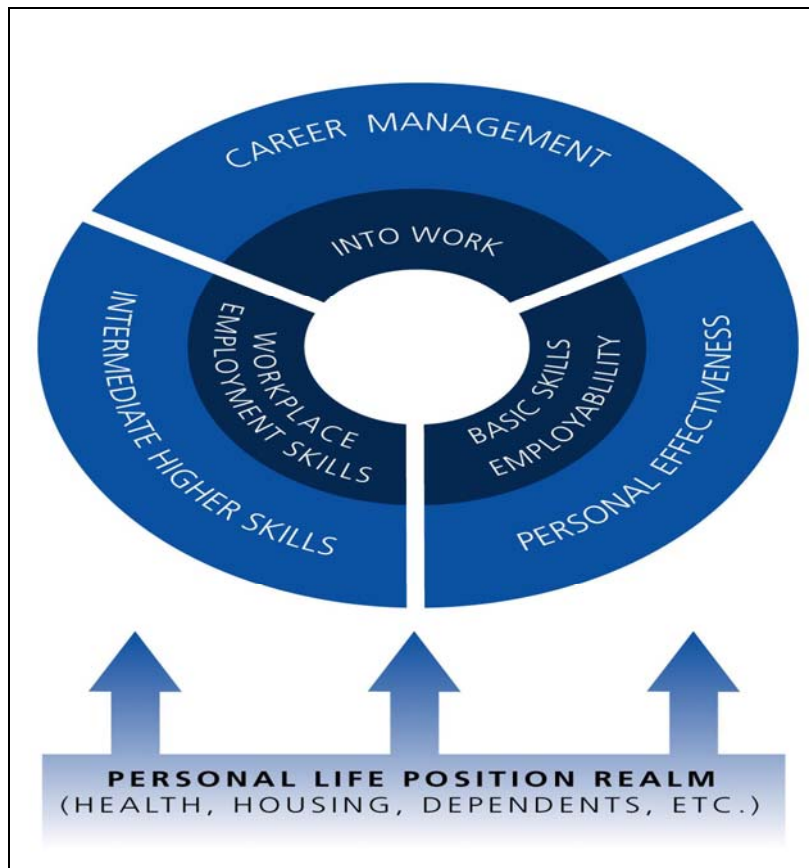 CAREER MANAGEMENT
INTO WORK
INTERMEDIATE HIGHER SKILLS
WORKPLACE
EMPLOYMENT SKILLS
BASIC SKILLS
EMPLOYABLILITY
PERSONAL EFFECTIVENESS
PERSONAL LIFE POSITION REALM
(HEALTH, HOUSING, DEPENDENTS, ETC.)